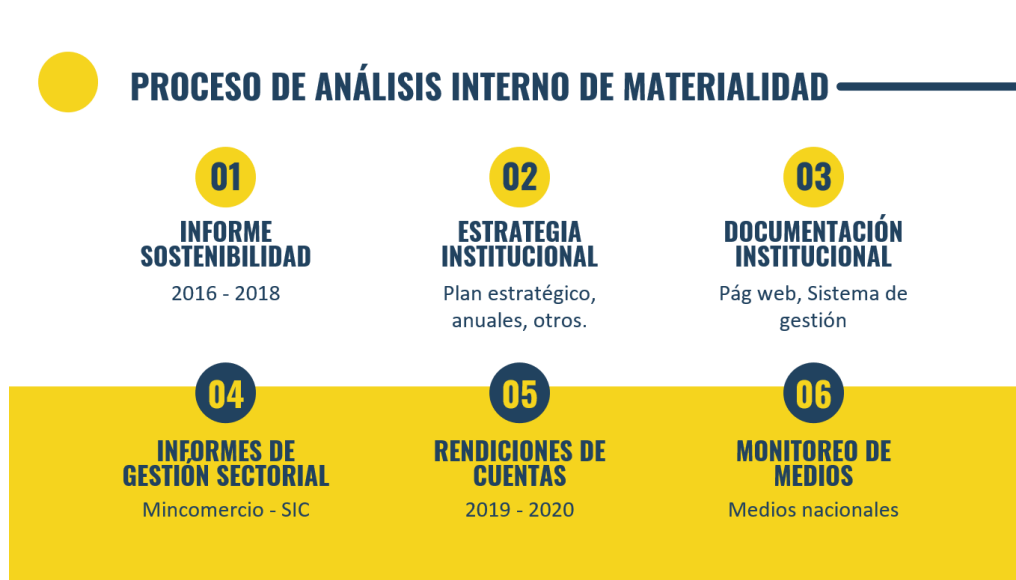 PROCESO DE ANÁLISIS INTERNO DE MATERIALIDAD
01
INFORME
SOSTENIBILIDAD
2016 - 2018
02
ESTRATEGIA
INSTITUCIONAL
Plan estratégico,
anuales, otros.
03
DOCUMENTACIÓN
INSTITUCIONAL
Pág web, Sistema de
gestión
04
INFORMES DE
GESTIÓN SECTORIAL
Mincomercio - SIC
05
RENDICIONES DE
CUENTAS
2019 - 2020
06
MONITOREO DE
MEDIOS
Medios nacionales